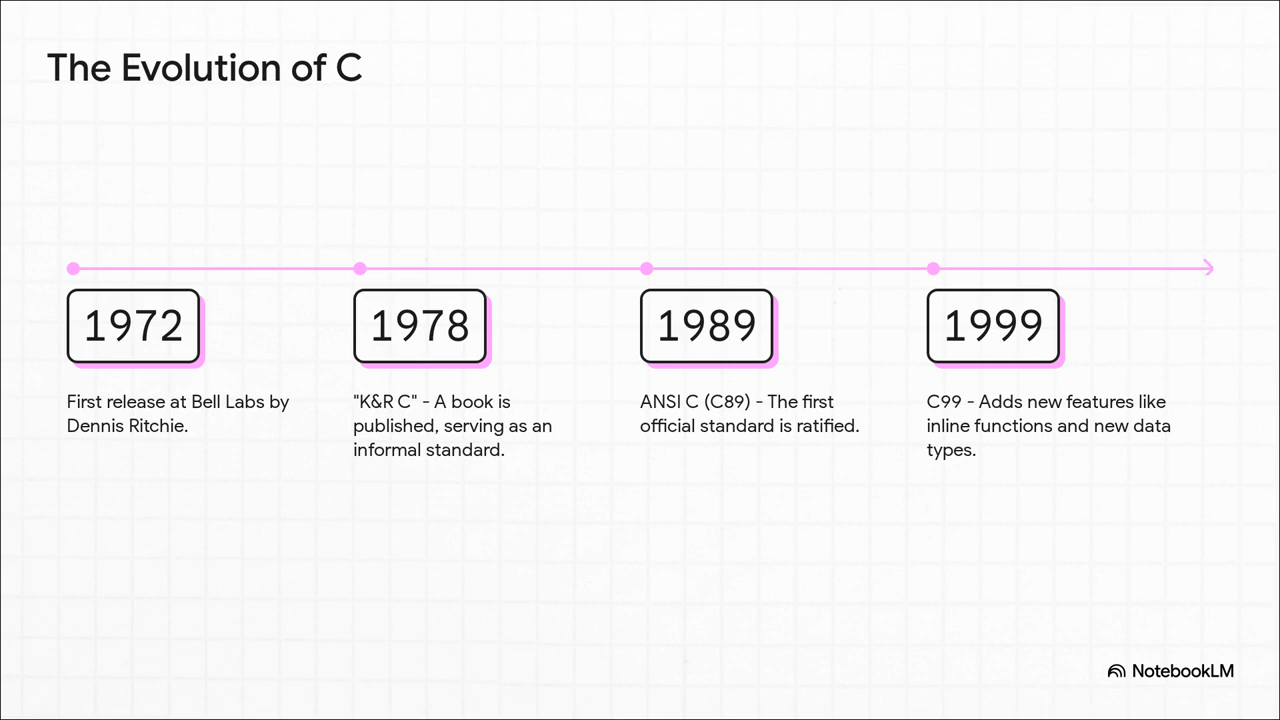 The Evolution of C
1972
First release at Bell Labs by
Dennis Ritchie.
1978
"K&R C" - A book is
published, serving as an
informal standard.
1989
ANSI C (C89) - The first
official standard is ratified.
1999
C99 - Adds new features like
inline functions and new data
types.
NotebookLM